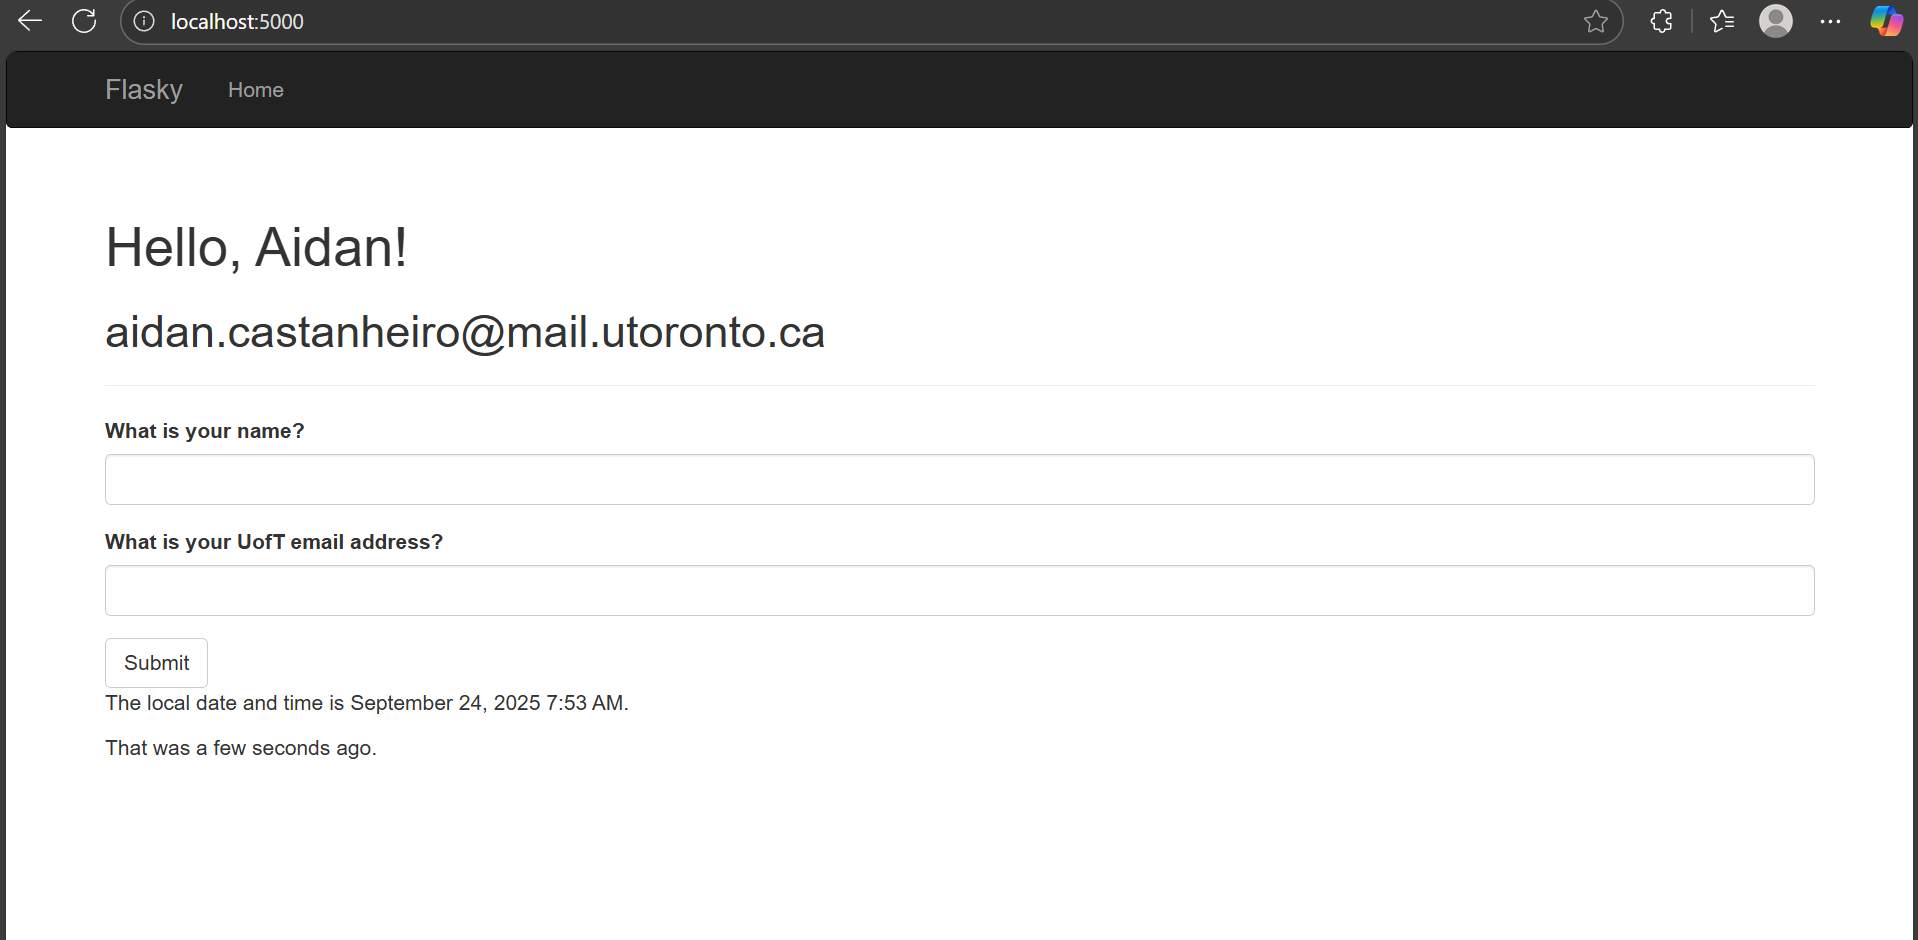 localhost:5000
Flasky Home
Hello, Aidan!
aidan.castanheiro@mail.utoronto.ca
What is your name?
What is your UofT email address?
Submit
The local date and time is September 24, 2025 7:53 AM.
That was a few seconds ago.